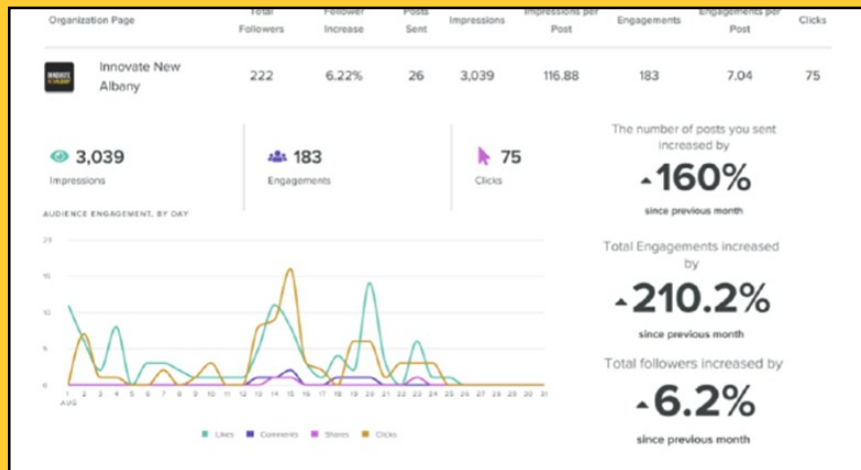 Organization Page
Total Followers
Follower Increase
Posts Sent
Impressions
Impressions per Post
Engagements
Engagements per Post
Clicks
INNOVATE
Innovate New Albany
222
6.22%
26
3,039
116.88
183
7.04
75
3,039
Impressions
183
Engagements
75
Clicks
AUDIENCE ENGAGEMENT, BY DAY
20
15
10
5
0
1 2 3 4 5 6 7 8 9 10 11 12 13 14 15 16 17 18 19 20 21 22 23 24 25 26 27 28 29 30 31
AUG
Likes Comments Shares Clicks
The number of posts you sent
increased by
160%
since previous month
Total Engagements increased
by
210.2%
since previous month
Total followers increased by
6.2%
since previous month